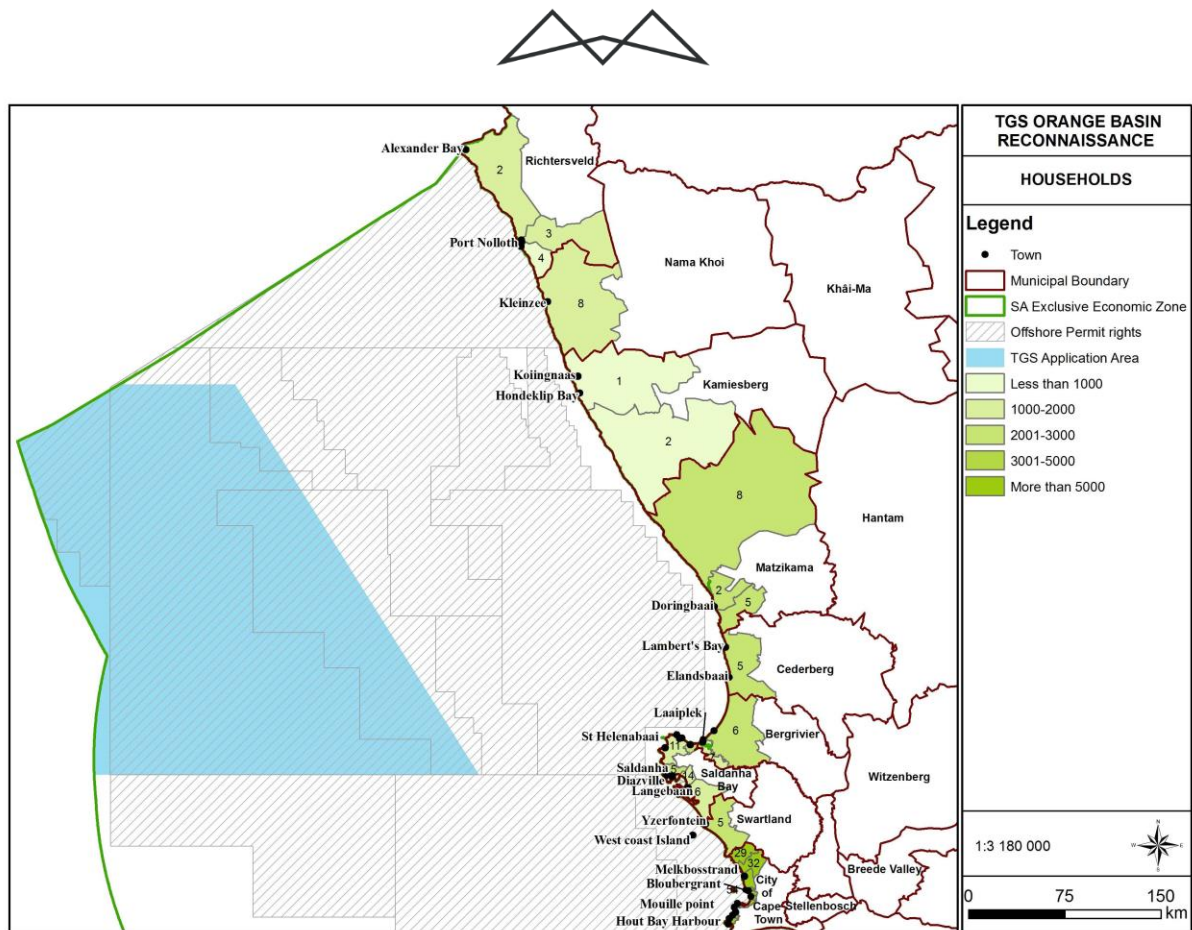 TGS ORANGE BASIN
RECONNAISSANCE
HOUSEHOLDS
Legend
Town
Municipal Boundary
SA Exclusive Economic Zone
Offshore Permit rights
TGS Application Area
Less than 1000
1000-2000
2001-3000
3001-5000
More than 5000
1:3 180 000
N
W
E
S
0 75 150
km
Alexander Bay
2
Richtersveld
3
Port Nolloth
4
Nama Khoi
Khâi-Ma
Kleinzee
8
Koiingnaas
1
Kamiesberg
Hondeklip Bay
2
8
Hantam
Matzikama
2
5
Doringbaai
Lambert's Bay
5
Cederberg
Elandsbaai
Laaiplek
6
Bergrivier
St Helenabaai
11
7
Witzenberg
Saldanha
5
14
Saldanha
Bay
Diazville
Langebaan
6
Yzerfontein
5
Swartland
West coast Island
29
32
Melkbosstrand
Breede Valley
Bloubergrant
City
of
Cape
Town
Stellenbosch
Mouille point
Hout Bay Harbour